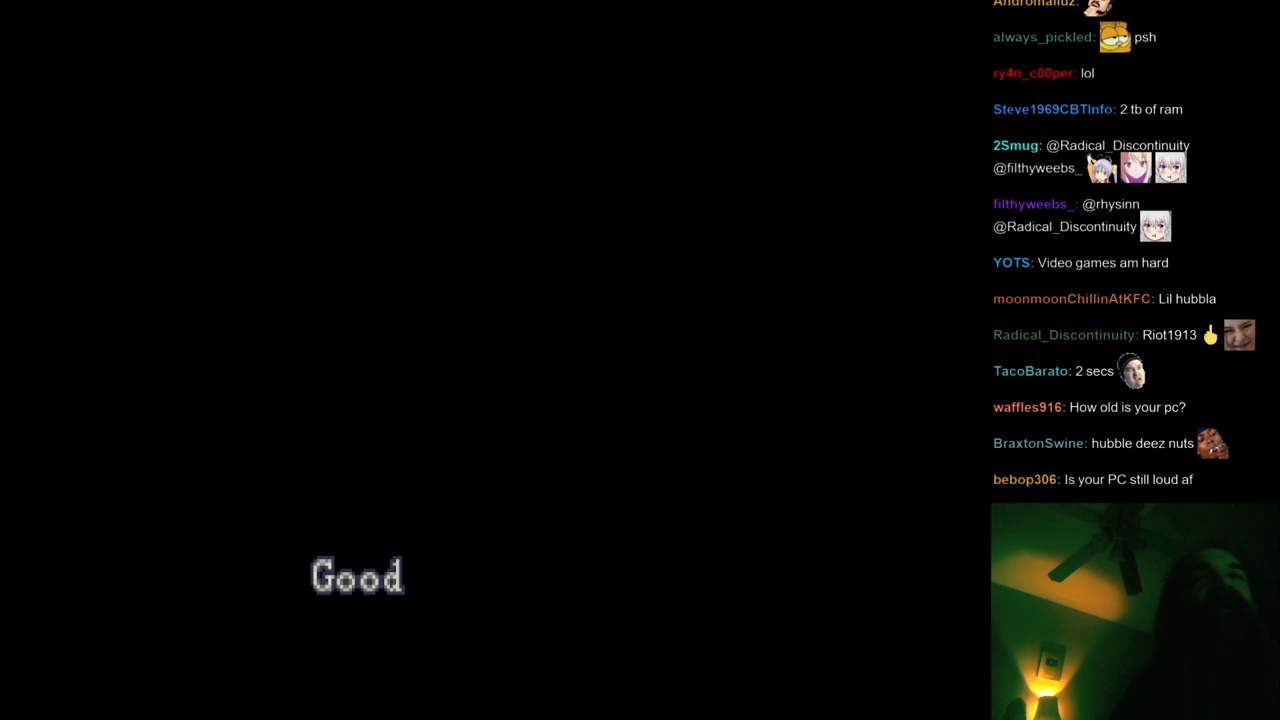 Andromalluz:
always_pickled: psh
ry4n_c00per: lol
Steve1969CBTInfo: 2 tb of ram
2Smug: @Radical_Discontinuity
@filthyweebs_
filthyweebs_: @rhysinn
@Radical_Discontinuity
YOTS: Video games am hard
moonmoonChillinAtKFC: Lil hubbla
Radical_Discontinuity: Riot1913
TacoBarato: 2 secs
waffles916: How old is your pc?
BraxtonSwine: hubble deez nuts
bebop306: Is your PC still loud af
Good